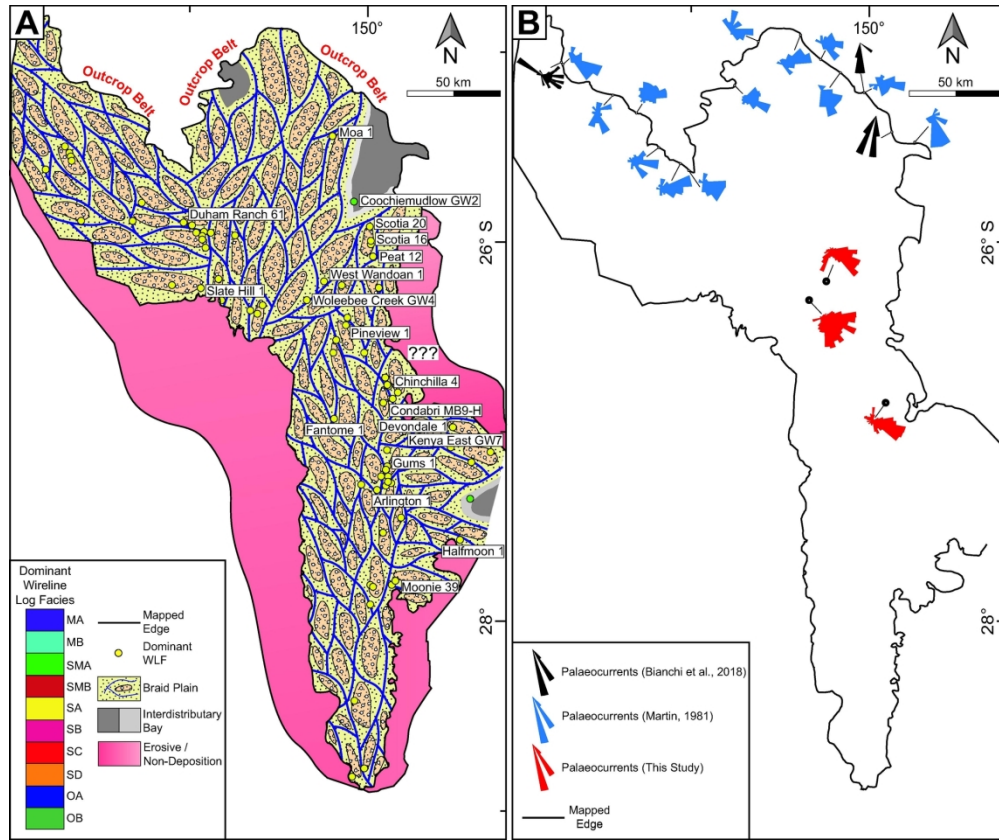 A
150°
Outcrop Belt
Outcrop Belt
Outcrop Belt
N
50 km
Moa 1
Coochiemudlow GW2
Duham Ranch 61
Scotia 20
Scotia 16
Peat 12
26° S
West Wandoan 1
Slate Hill 1
Woleebee Creek GW4
Pineview 1
???
Chinchilla 4
Condabri MB9-H
Fantome 1
Devondale 1
Kenya East GW7
Gums 1
Arlington 1
Halfmoon 1
Moonie 39
28°
Dominant
Wireline
Log Facies
MA
MB
SMA
SMB
SA
SB
SC
SD
OA
OB
Mapped
Edge
Dominant
WLF
Braid Plain
Interdistributary
Bay
Erosive /
Non-Deposition
B
150°
N
50 km
26° S
28°
Palaeocurrents (Bianchi et al., 2018)
Palaeocurrents (Martin, 1981)
Palaeocurrents (This Study)
Mapped
Edge